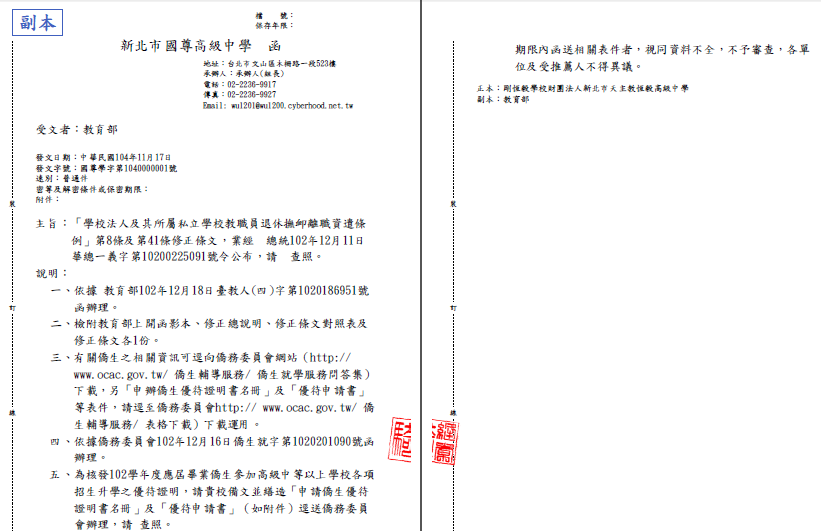 副本
檔　號：
保存年限：
新北市國尊高級中學　函
地址：台北市文山區木柵路一段523樓
承辦人：承辦人(組長)
電話：02-2236-9917
傳真：02-2236-9927
Email: wu1201@wu1200.cyberhood.net.tw
受文者：教育部
發文日期：中華民國104年11月17日
發文字號：國尊學字第1040000001號
速別：普通件
密等及解密條件或保密期限：
附件：
主旨：「學校法人及其所屬私立學校教職員退休撫卹離職資遣條
例」第8條及第41條修正條文，業經　總統102年12月11日
華總一義字第10200225091號令公布，請　查照。
說明：
一、依據 教育部102年12月18日臺教人(四)字第1020186951號
函辦理。
二、檢附教育部上開函影本、修正總說明、修正條文對照表及
修正條文各1份。
三、有關僑生之相關資訊可逕向僑務委員會網站（http://
www.ocac.gov.tw/ 僑生輔導服務/ 僑生就學服務問答集）
下載，另「申辦僑生優待證明書名冊」及「優待申請書」
等表件，請逕至僑務委員會http:// www.ocac.gov.tw/ 僑
生輔導服務/ 表格下載）下載運用。
四、依據僑務委員會102年12月16日僑生就字第1020201090號函
辦理。
五、為核發102學年度應屆畢業僑生參加高級中等以上學校各項
招生升學之優待證明，請貴校備文並繕造「申請僑生優待
證明書名冊」及「優待申請書」（如附件）逕送僑務委員
會辦理，請 查照。
裝
訂
線
期限內函送相關表件者，視同資料不全，不予審查，各單
位及受推薦人不得異議。
正本：剛恆毅學校財團法人新北市天主教恆毅高級中學
副本：教育部
裝
訂
線